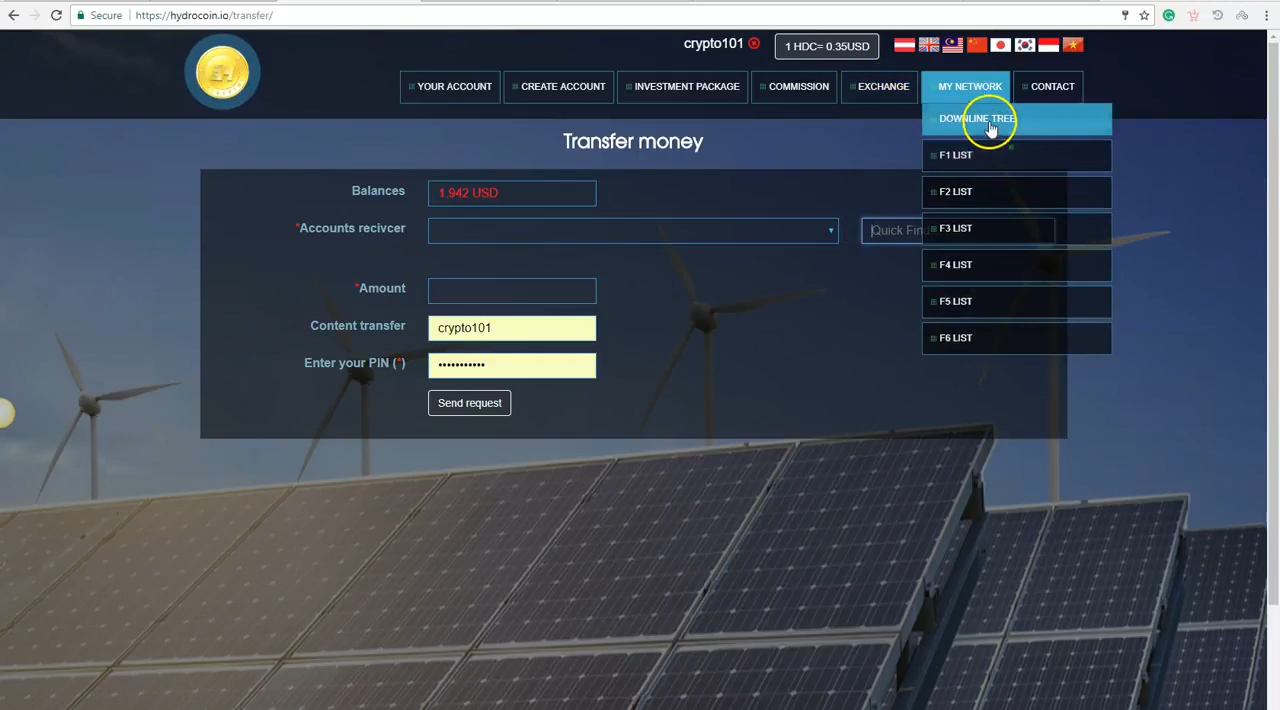 Secure https://hydrocoin.io/transfer/
crypto101 1 HDC= 0.35USD
YOUR ACCOUNT CREATE ACCOUNT INVESTMENT PACKAGE COMMISSION EXCHANGE MY NETWORK CONTACT
DOWNLINE TREE
Transfer money
F1 LIST
Balances 1.942 USD F2 LIST
*Accounts recivcer Quick Find F3 LIST
F4 LIST
*Amount
F5 LIST
Content transfer crypto101
F6 LIST
Enter your PIN (*) •••••••••••
Send request